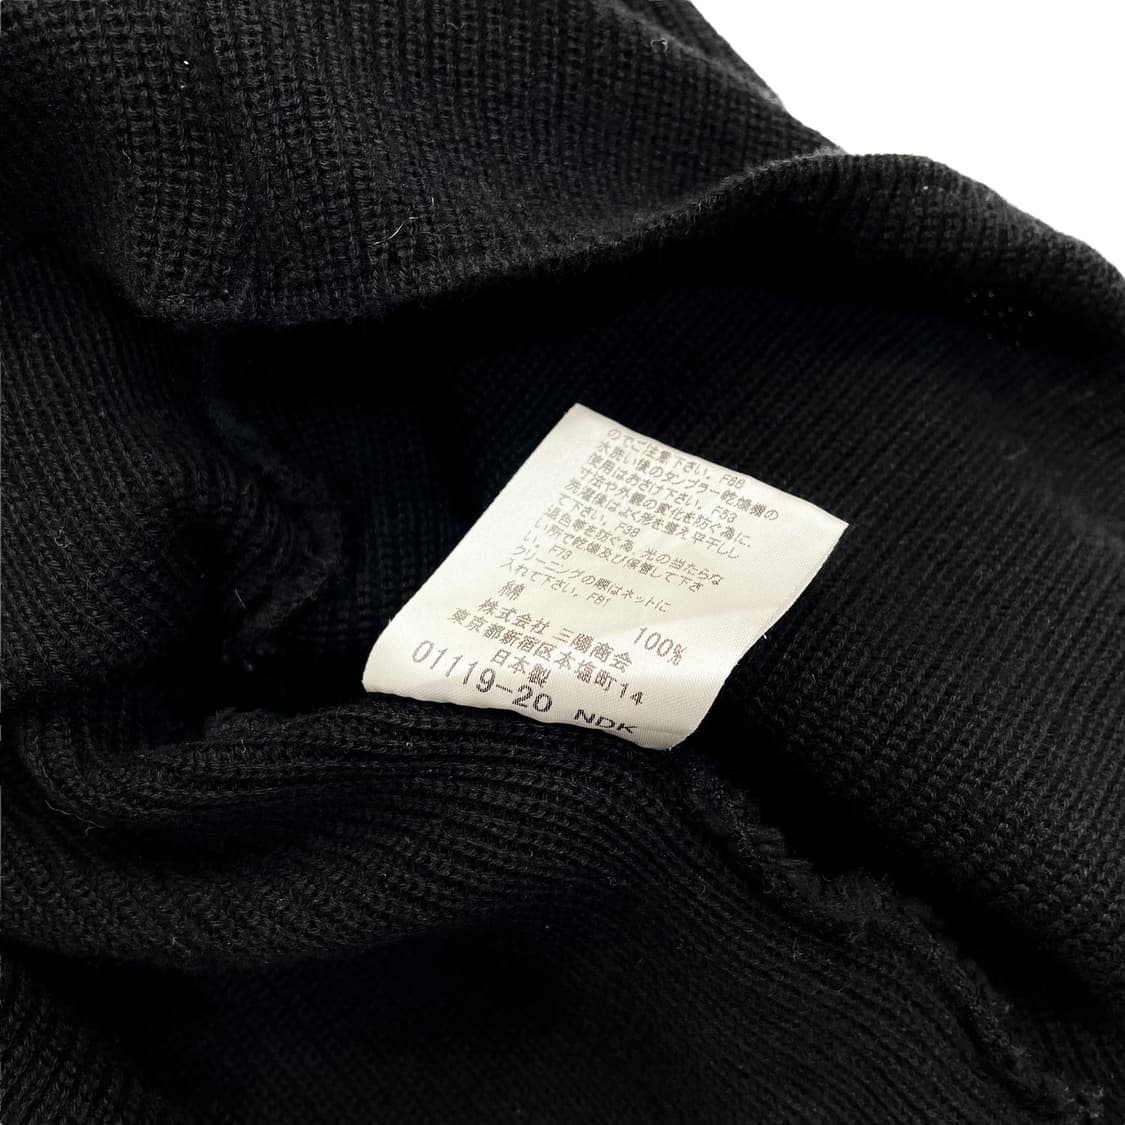 のでご注意下さい。F66
水洗い後のタンブラー乾燥機の
使用はおさけ下さい。F53
寸法や外観の変化を防ぐ為に、
洗濯後はよく形を整え平干しし
て下さい。F38
退色等を防ぐ為、光の当たらな
い所で乾燥及び保管して下さ
い。F73
クリーニングの際はネットに
入れて下さい。F81
綿 100%
株式会社 三陽商会
東京都新宿区本塩町14
日本製
01119-20 NDK